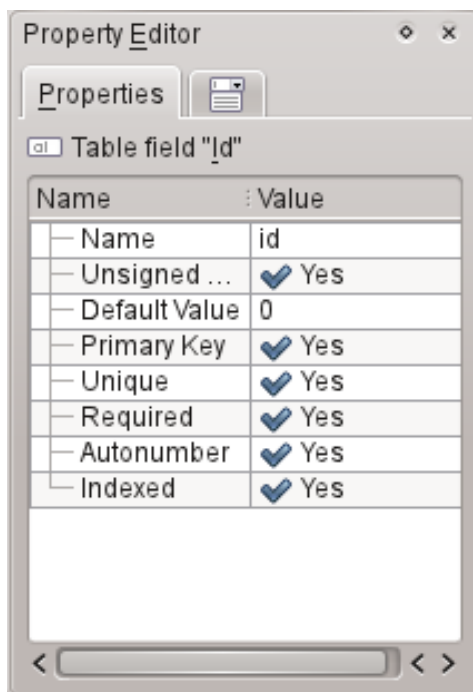 Property Editor
Properties
Table field "Id"
Name Value
Name id
Unsigned ... Yes
Default Value 0
Primary Key Yes
Unique Yes
Required Yes
Autonumber Yes
Indexed Yes